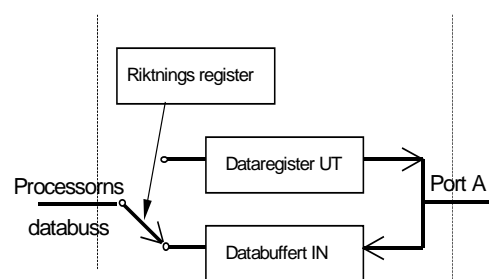 Riktnings register
Dataregister UT
Processorns
databuss
Port A
Databuffert IN